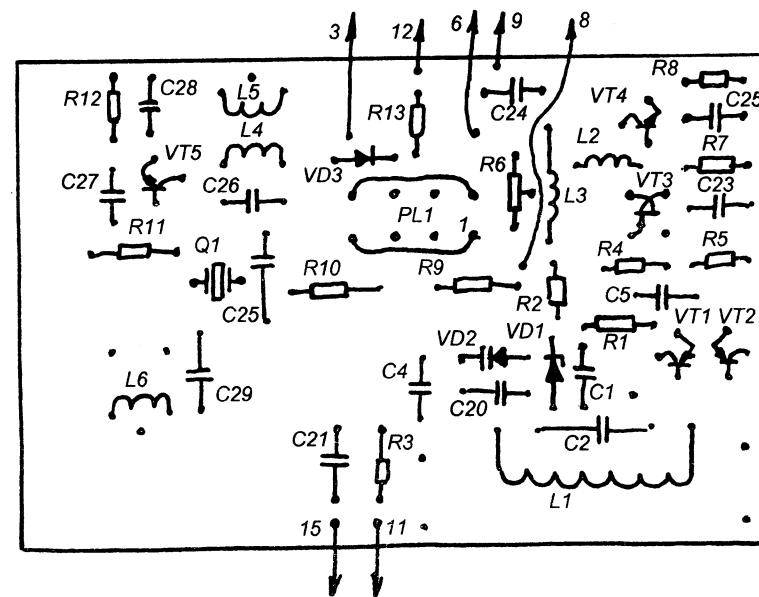 3 12 6 9 8
R12 C28 L5 R13 C24 R8
L4 VT4 C25
VT5 VD3 R6 L2 R7
C27 C26 PL1 1 L3 VT3 C23
R11
Q1 R10 R9 R2 R4 R5
C25 C5
VD2 VD1 R1 VT1 VT2
L6 C29 C4 C20 C1
C21 R3 C2
L1
15 11